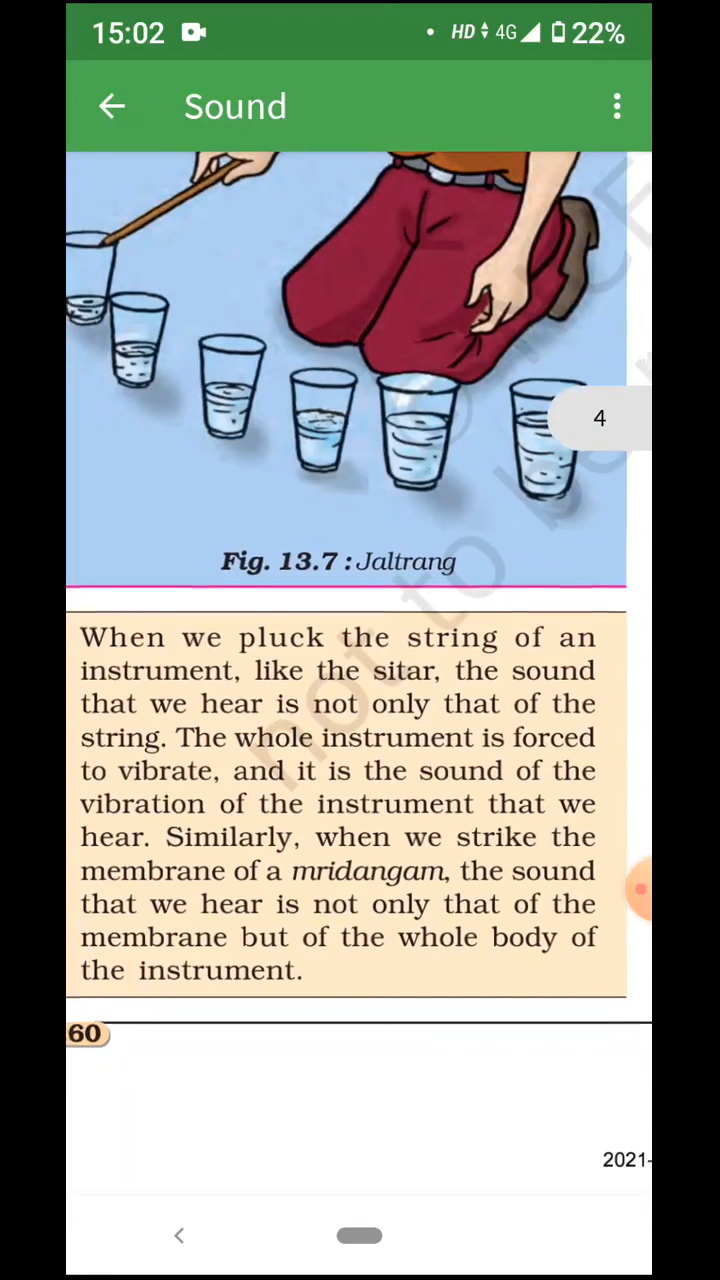 15:02 HD 4G 22%
Sound
4
Fig. 13.7 : Jaltrang
When we pluck the string of an
instrument, like the sitar, the sound
that we hear is not only that of the
string. The whole instrument is forced
to vibrate, and it is the sound of the
vibration of the instrument that we
hear. Similarly, when we strike the
membrane of a mridangam, the sound
that we hear is not only that of the
membrane but of the whole body of
the instrument.
60
2021-
not to be